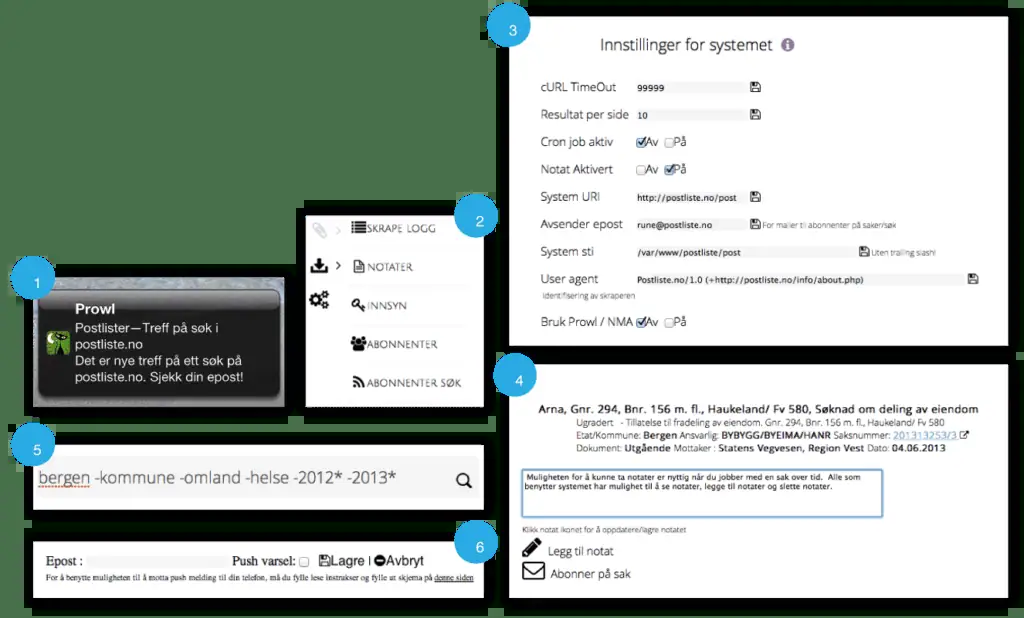 1
Prowl
Postlister—Treff på søk i
postliste.no
Det er nye treff på ett søk på
postliste.no. Sjekk din epost!
2
SKRAPE LOGG
NOTATER
INNSYN
ABONNENTER
ABONNENTER SØK
3
Innstillinger for systemet
cURL TimeOut 99999
Resultat per side 10
Cron job aktiv Av På
Notat Aktivert Av På
System URI http://postliste.no/post
Avsender epost rune@postliste.no For mailer til abonnenter på saker/søk
System sti /var/www/postliste/post Uten trailing slash!
User agent Postliste.no/1.0 (+http://postliste.no/info/about.php)
Identifisering av skraperen
Bruk Prowl / NMA Av På
4
Arna, Gnr. 294, Bnr. 156 m. fl., Haukeland/ Fv 580, Søknad om deling av eiendom
Ugradert - Tillatelse til fradeling av eiendom. Gnr. 294, Bnr. 156 m. fl., Haukeland/ Fv 580
Etat/Kommune: Bergen Ansvarlig: BYBYGG/BYEIMA/HANR Saksnummer: 201313253/3
Dokument: Utgående Mottaker : Statens Vegvesen, Region Vest Dato: 04.06.2013
Muligheten for å kunne ta notater er nyttig når du jobber med en sak over tid. Alle som
benytter systemet har mulighet til å se notater, legge til notater og slette notater.
Klikk notat ikonet for å oppdatere/lagre notatet
Legg til notat
Abonner på sak
5
bergen -kommune -omland -helse -2012* -2013*
6
Epost : Push varsel: Lagre | Avbryt
For å benytte muligheten til å motta push melding til din telefon, må du fylle lese instrukser og fylle ut skjema på denne siden